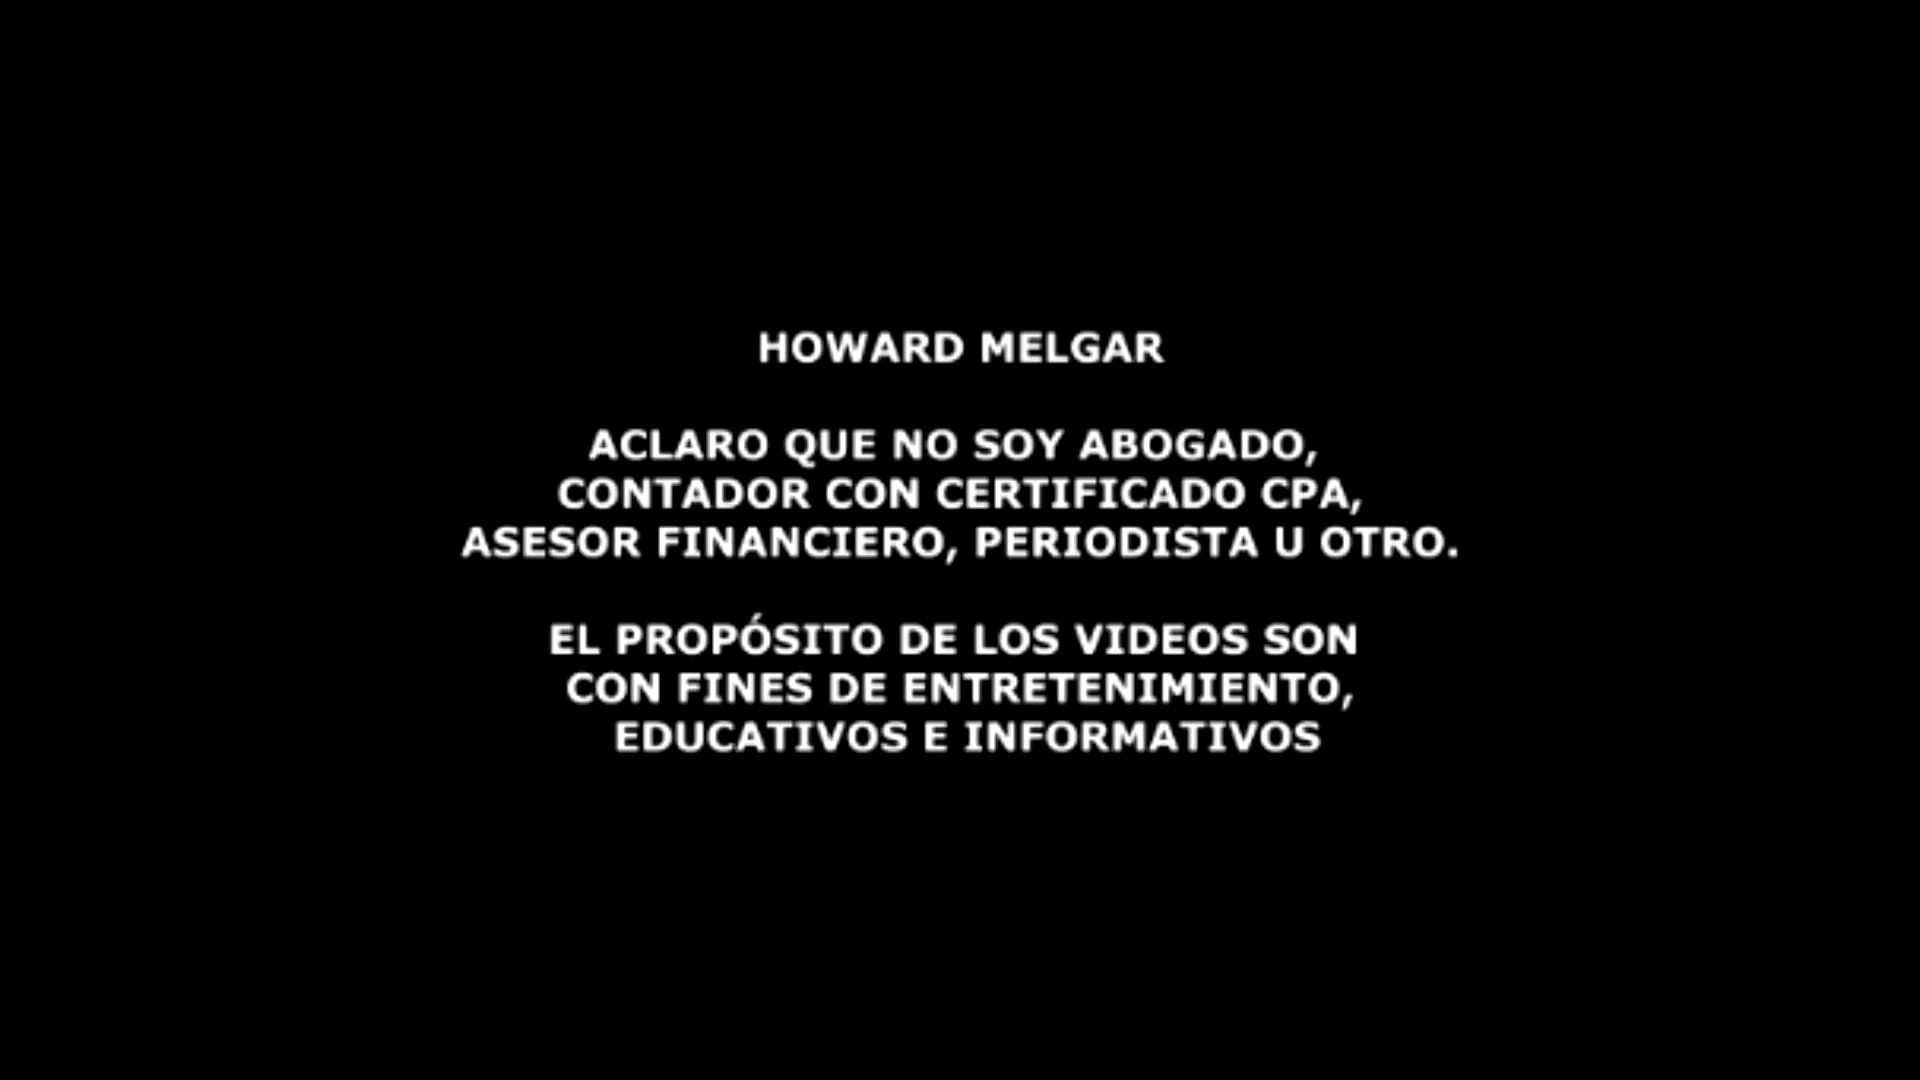 HOWARD MELGAR
ACLARO QUE NO SOY ABOGADO,
CONTADOR CON CERTIFICADO CPA,
ASESOR FINANCIERO, PERIODISTA U OTRO.
EL PROPÓSITO DE LOS VIDEOS SON
CON FINES DE ENTRETENIMIENTO,
EDUCATIVOS E INFORMATIVOS